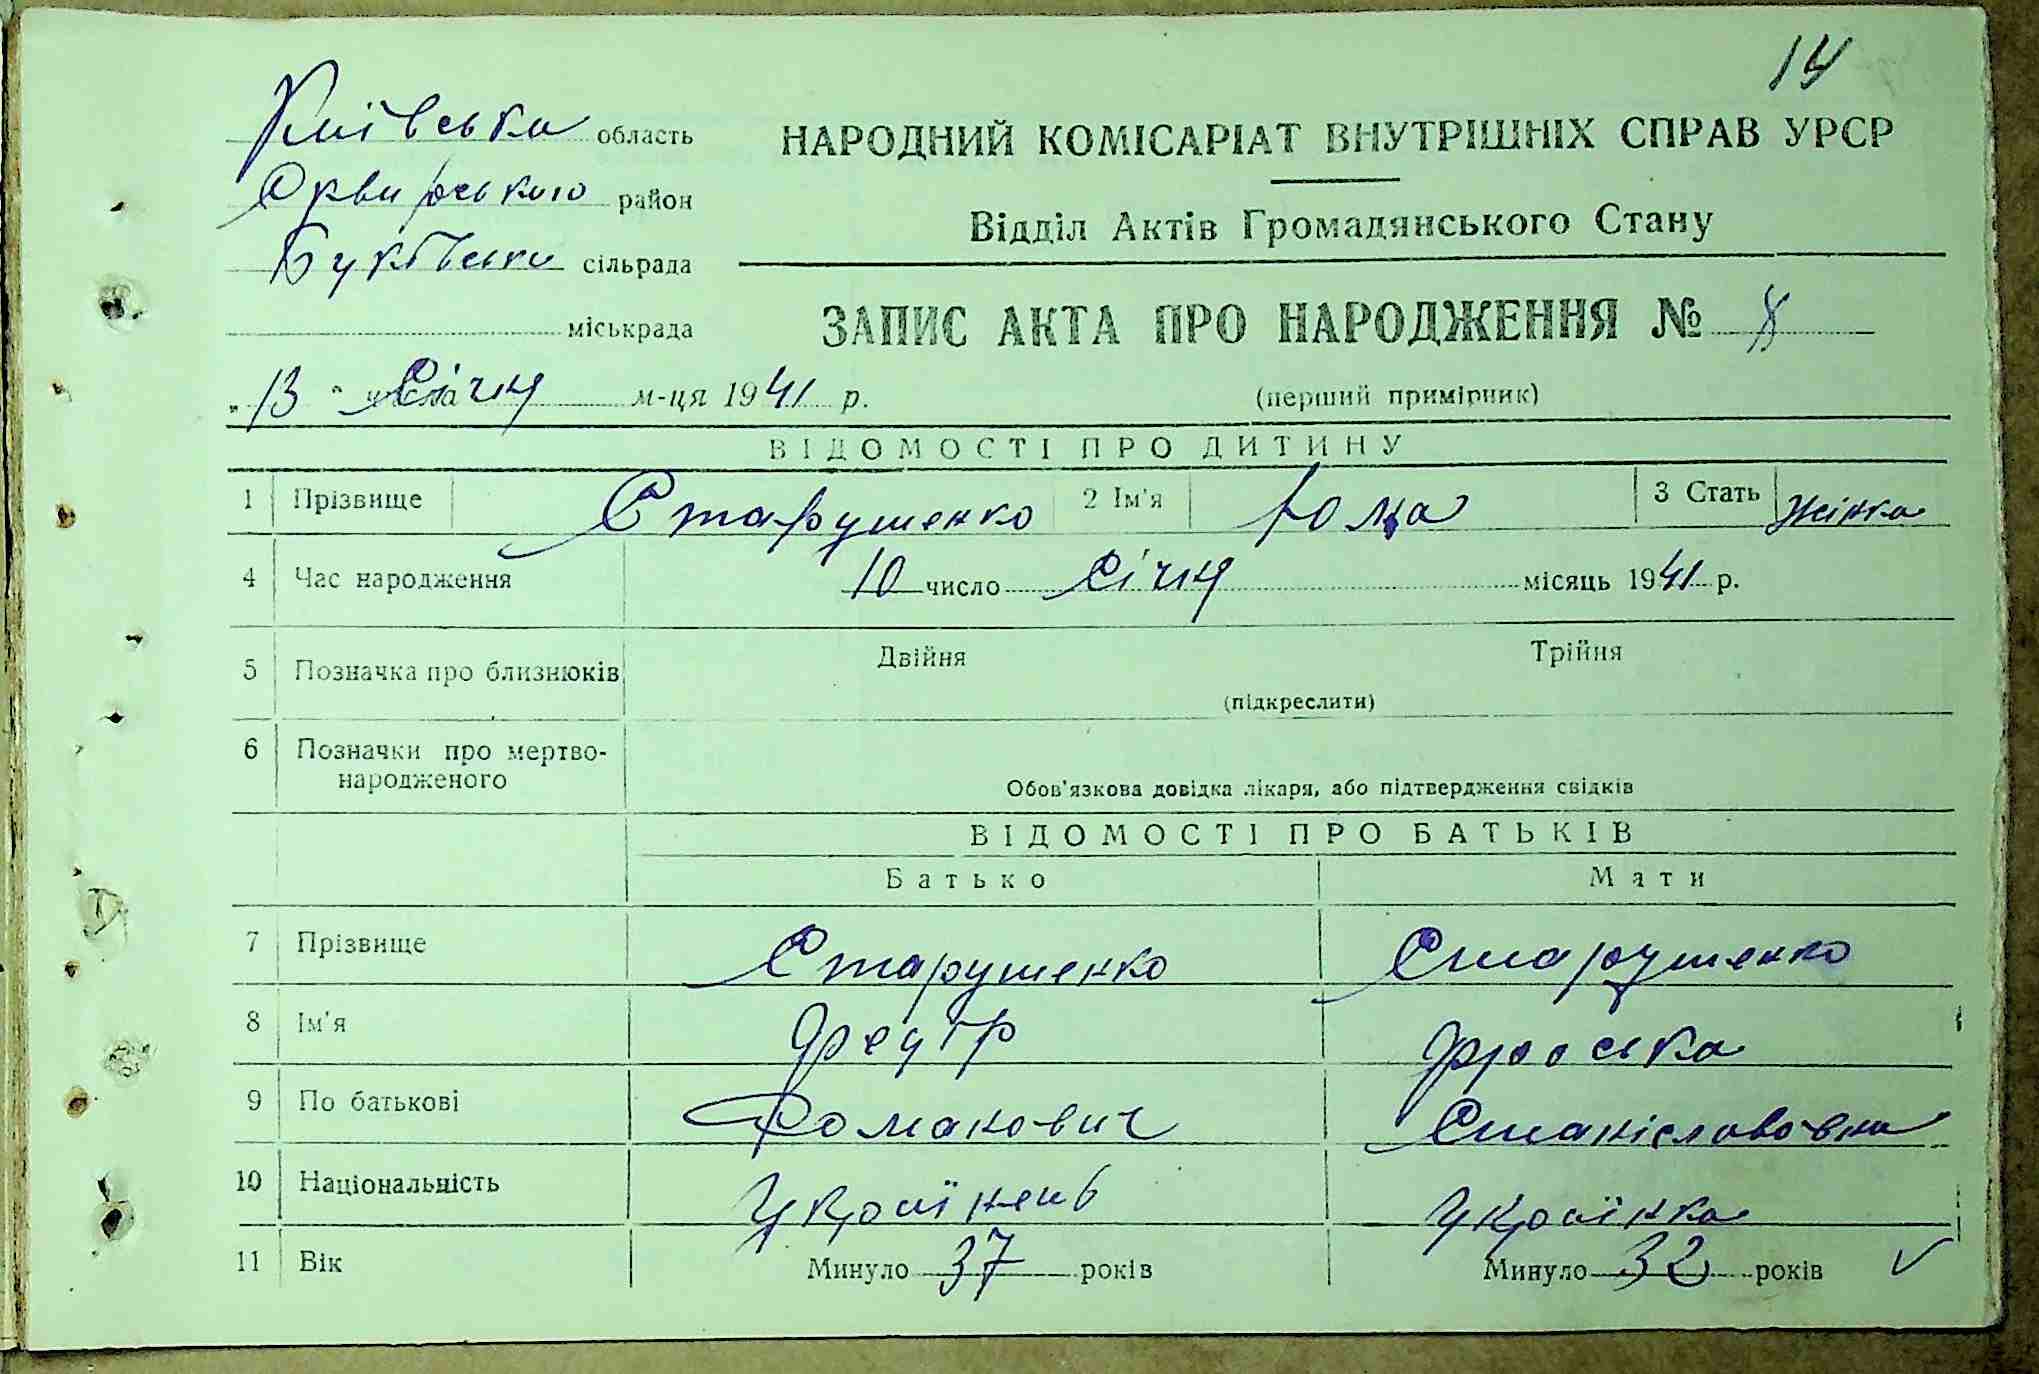 14
Київська область
Сквирського район
Буківська сільрада
міськрада
НАРОДНИЙ КОМІСАРІАТ ВНУТРІШНІХ СПРАВ УРСР
Відділ Актів Громадянського Стану
ЗАПИС АКТА ПРО НАРОДЖЕННЯ №
„13" числа Січня м-ця 1941 р.
(перший примірник)
ВІДОМОСТІ ПРО ДИТИНУ
1 Прізвище Старушенко 2 Ім'я 3 Стать Жінка
4 Час народження 10 число Січня місяць 1941 р.
5 Позначка про близнюків Двійня Трійня
(підкреслити)
6 Позначки про мертво-
народженого
Обов'язкова довідка лікаря, або підтвердження свідків
ВІДОМОСТІ ПРО БАТЬКІВ
Батько Мати
7 Прізвище Старушенко Старушенко
8 Ім'я Федір Фроська
9 По батькові Романович Станіславовна
10 Національність Українець Українка
11 Вік Минуло 37 років Минуло 32 років